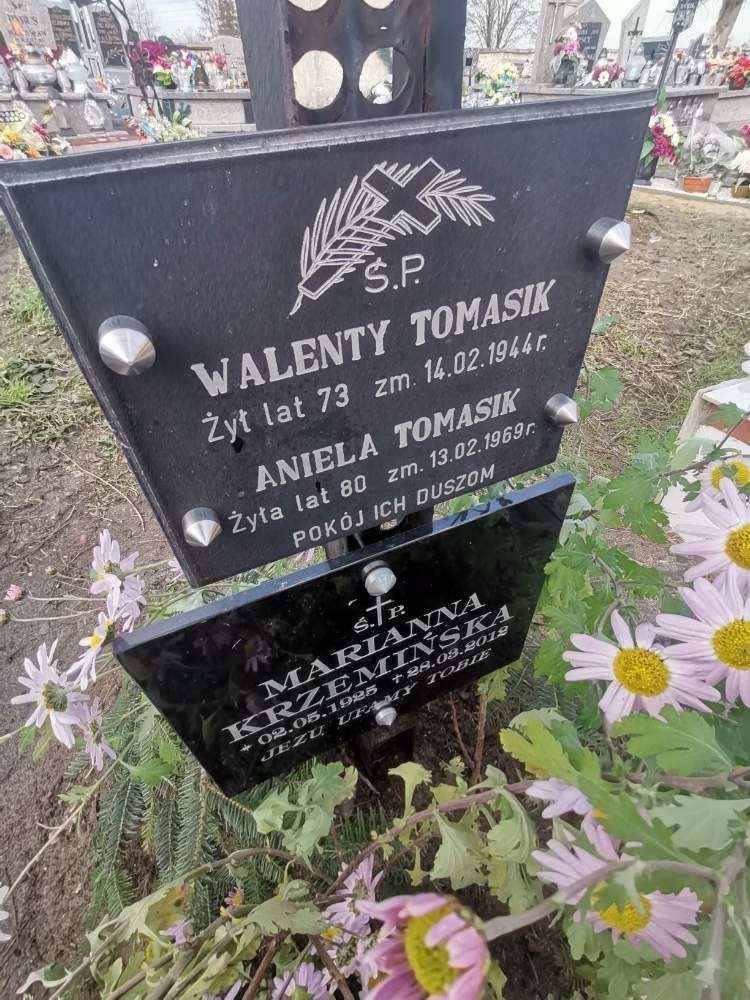 Ś.P.
WALENTY TOMASIK
Żył lat 73 zm. 14.02.1944 r.
ANIELA TOMASIK
Żyła lat 80 zm. 13.02.1969 r.
POKÓJ ICH DUSZOM
Ś.P.
MARIANNA
KRZEMIŃSKA
+ 02.05.1925 + 28.03.2012
JEZU UFAMY TOBIE